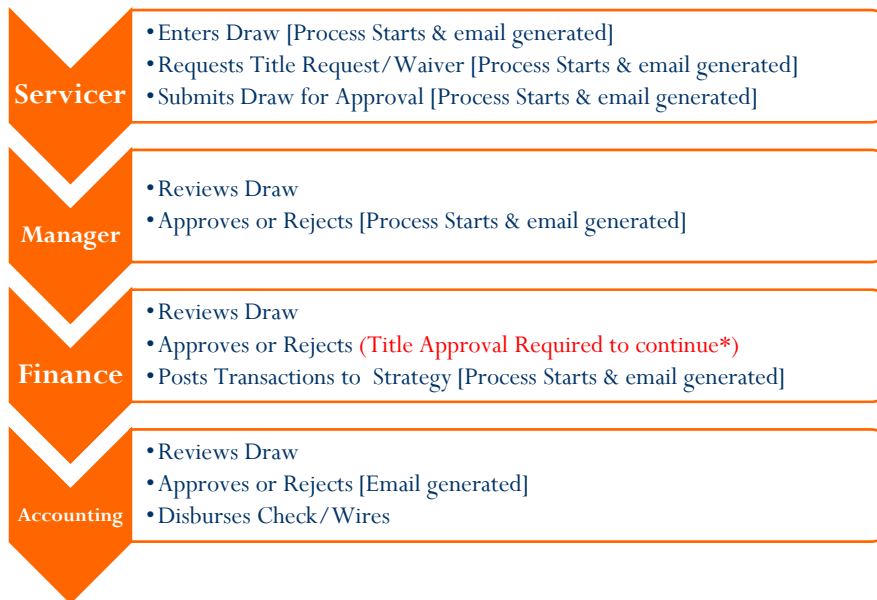 Servicer
•Enters Draw [Process Starts & email generated]
•Requests Title Request/Waiver [Process Starts & email generated]
•Submits Draw for Approval [Process Starts & email generated]
Manager
•Reviews Draw
•Approves or Rejects [Process Starts & email generated]
Finance
•Reviews Draw
•Approves or Rejects (Title Approval Required to continue*)
•Posts Transactions to Strategy [Process Starts & email generated]
Accounting
•Reviews Draw
•Approves or Rejects [Email generated]
•Disburses Check/Wires